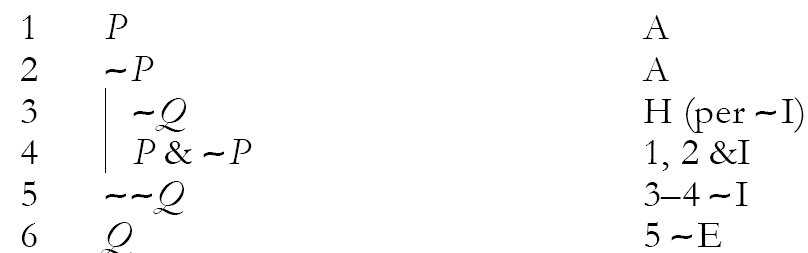 1 P A
2 ~P A
3 ~Q H (per ~I)
4 P & ~P 1, 2 &I
5 ~~Q 3–4 ~I
6 Q 5 ~E